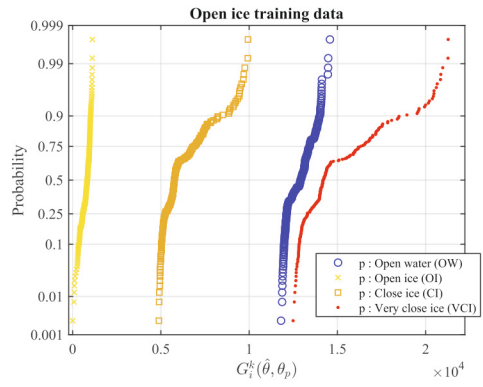 Open ice training data
Probability
0.999
0.99
0.9
0.75
0.5
0.25
0.1
0.01
0.001
p : Open water (OW)
p : Open ice (OI)
p : Close ice (CI)
p : Very close ice (VCI)
0 0.5 1 1.5 2
G_i^k(θ̂, θ_p)
×10^4